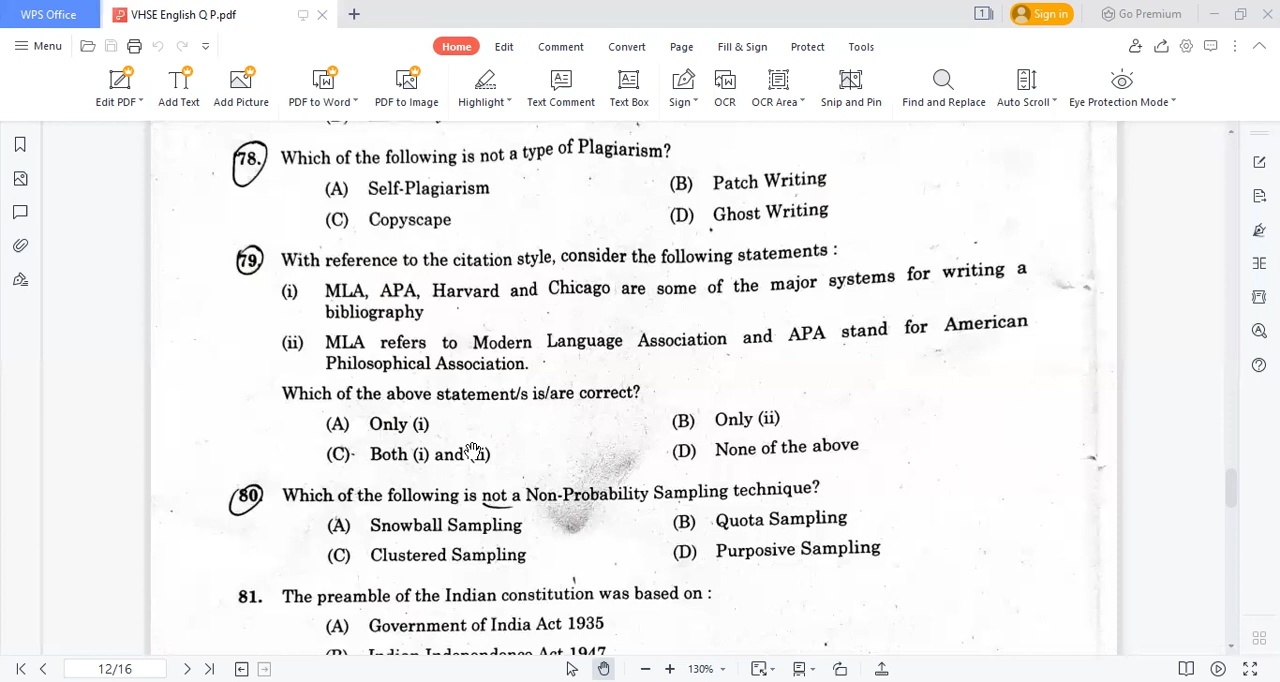 WPS Office
VHSE English Q P.pdf
Sign in
Go Premium
Menu
Home Edit Comment Convert Page Fill & Sign Protect Tools
Edit PDF Add Text Add Picture PDF to Word PDF to Image Highlight Text Comment Text Box Sign OCR OCR Area Snip and Pin Find and Replace Auto Scroll Eye Protection Mode
78. Which of the following is not a type of Plagiarism?
(A) Self-Plagiarism (B) Patch Writing
(C) Copyscape (D) Ghost Writing
79. With reference to the citation style, consider the following statements :
(i) MLA, APA, Harvard and Chicago are some of the major systems for writing a
bibliography
(ii) MLA refers to Modern Language Association and APA stand for American
Philosophical Association.
Which of the above statement/s is/are correct?
(A) Only (i) (B) Only (ii)
(C) Both (i) and (ii) (D) None of the above
80. Which of the following is not a Non-Probability Sampling technique?
(A) Snowball Sampling (B) Quota Sampling
(C) Clustered Sampling (D) Purposive Sampling
81. The preamble of the Indian constitution was based on :
(A) Government of India Act 1935
(B) Indian Independence Act 1947
12/16
130%